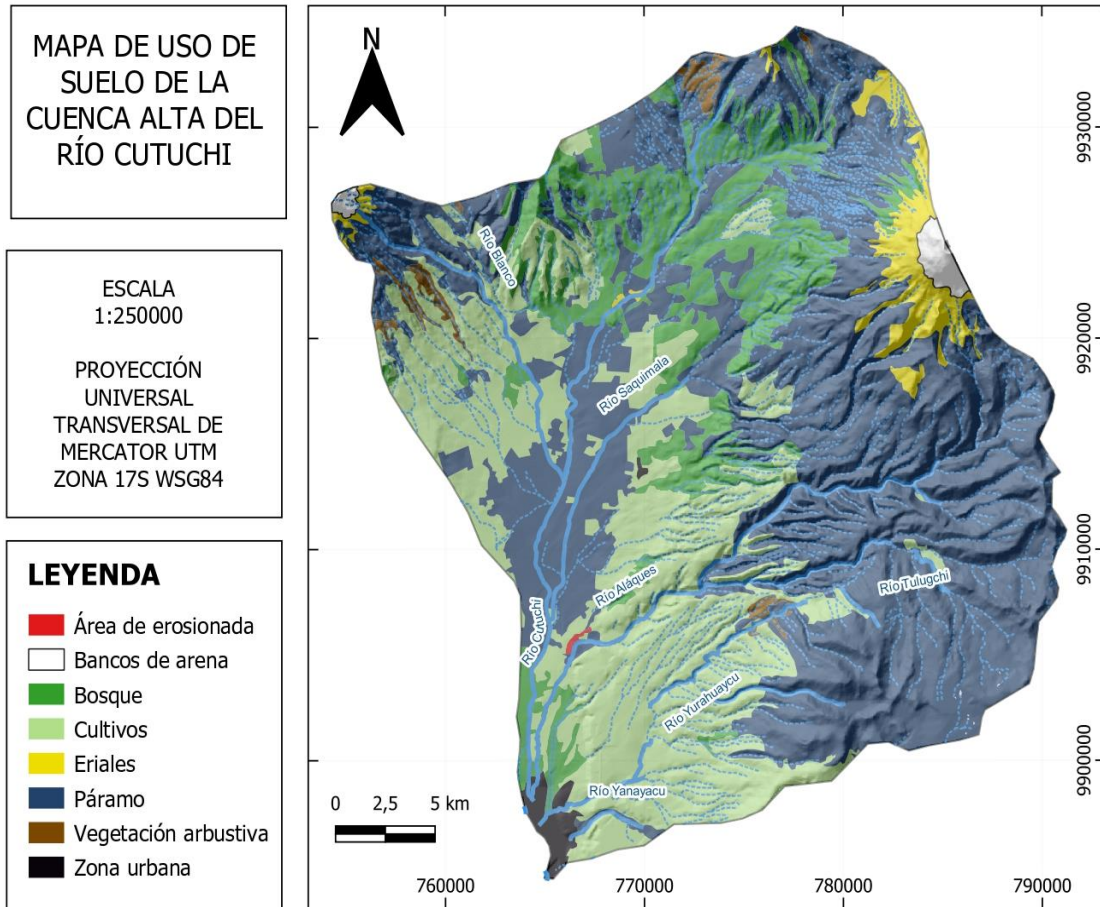 MAPA DE USO DE
SUELO DE LA
CUENCA ALTA DEL
RÍO CUTUCHI
ESCALA
1:250000
PROYECCIÓN
UNIVERSAL
TRANSVERSAL DE
MERCATOR UTM
ZONA 17S WSG84
LEYENDA
Área de erosionada
Bancos de arena
Bosque
Cultivos
Eriales
Páramo
Vegetación arbustiva
Zona urbana
N
Río Blanco
Río Saquimala
Río Aláques
Río Cutuchi
Río Tulugchi
Río Yurahuaycu
Río Yanayacu
0 2,5 5 km
760000 770000 780000 790000
9930000
9920000
9910000
9900000